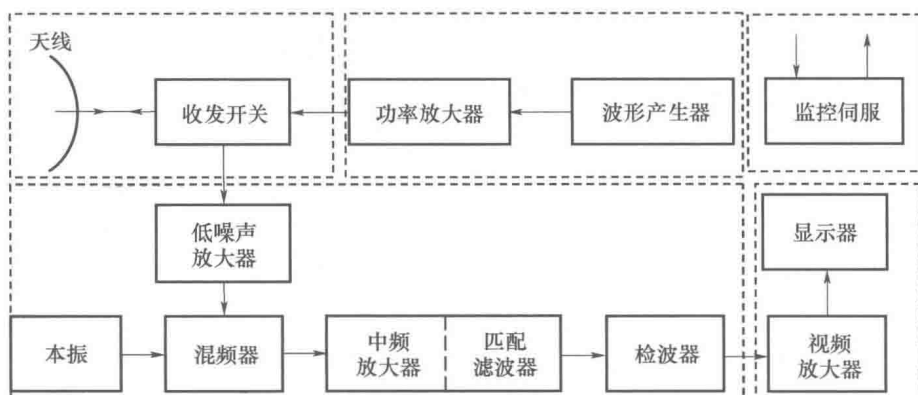 天线
收发开关
功率放大器
波形产生器
监控伺服
低噪声
放大器
显示器
本振
混频器
中频
放大器
匹配
滤波器
检波器
视频
放大器